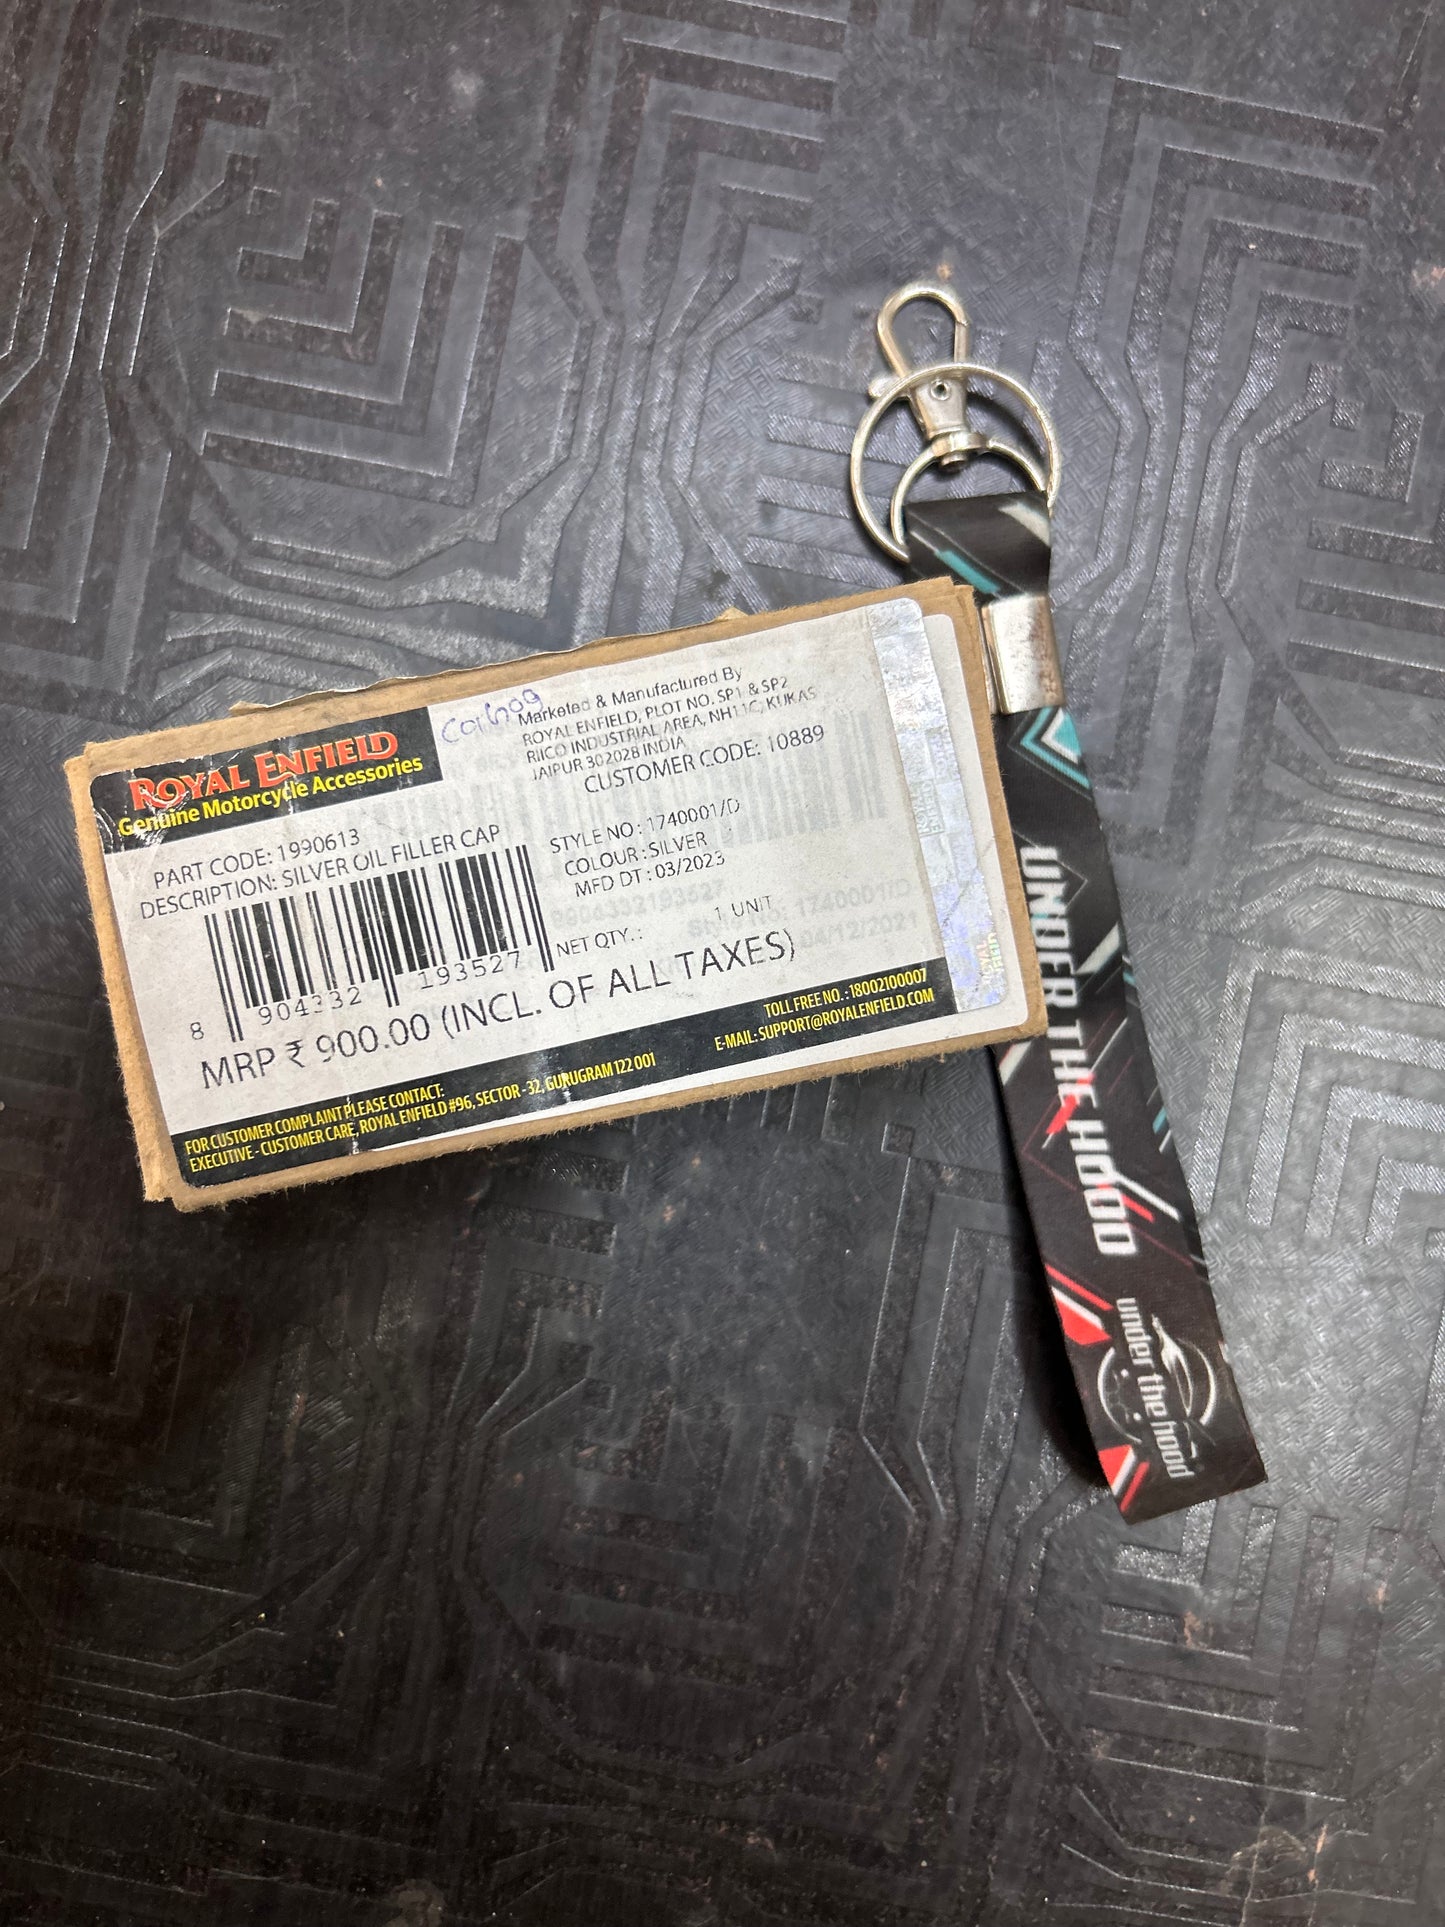 ROYAL ENFIELD
Genuine Motorcycle Accessories
Marketed & Manufactured By
ROYAL ENFIELD, PLOT NO. SP1 & SP2
RIICO INDUSTRIAL AREA, NH11C, KUKAS
JAIPUR 302028 INDIA
CUSTOMER CODE: 10889
PART CODE: 1990613
DESCRIPTION: SILVER OIL FILLER CAP
STYLE NO : 1740001/D
COLOUR : SILVER
MFD DT : 03/2023
NET QTY. : 1 UNIT
8 904332 193527
MRP ₹ 900.00 (INCL. OF ALL TAXES)
FOR CUSTOMER COMPLAINT PLEASE CONTACT:
EXECUTIVE - CUSTOMER CARE, ROYAL ENFIELD #96, SECTOR - 32, GURUGRAM 122 001
TOLL FREE NO. : 18002100007
E-MAIL: SUPPORT@ROYALENFIELD.COM
ROYAL
ENFIELD
ROYAL
ENFIELD
UNDER THE HOOD
under the hood